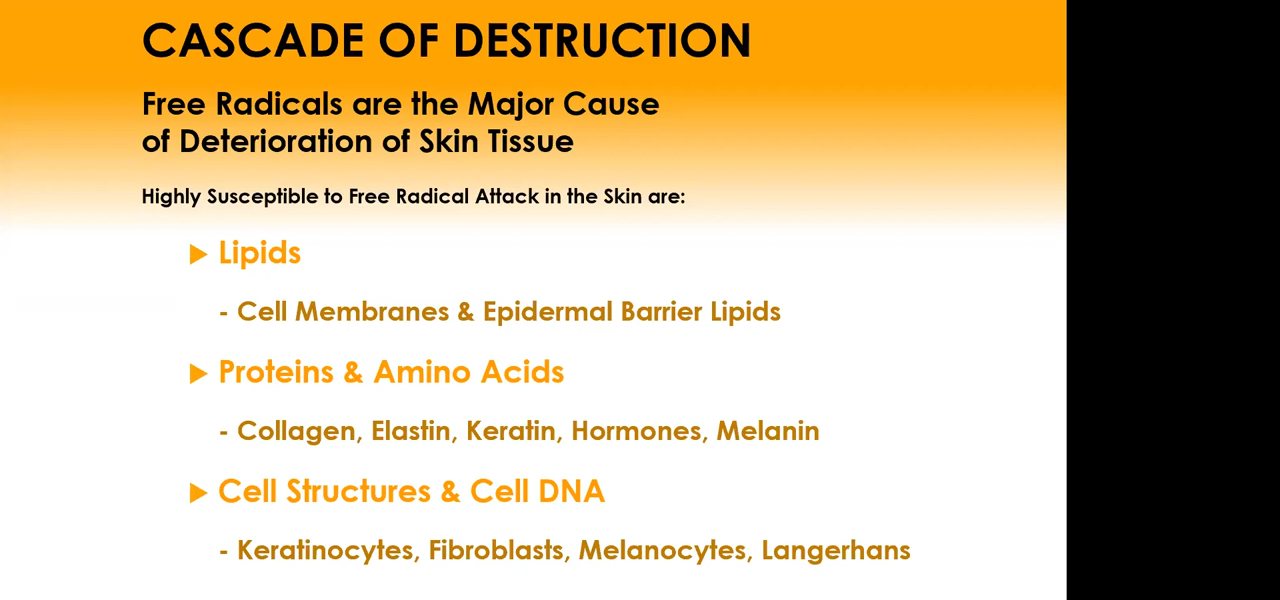 CASCADE OF DESTRUCTION
Free Radicals are the Major Cause
of Deterioration of Skin Tissue
Highly Susceptible to Free Radical Attack in the Skin are:
▶ Lipids
- Cell Membranes & Epidermal Barrier Lipids
▶ Proteins & Amino Acids
- Collagen, Elastin, Keratin, Hormones, Melanin
▶ Cell Structures & Cell DNA
- Keratinocytes, Fibroblasts, Melanocytes, Langerhans